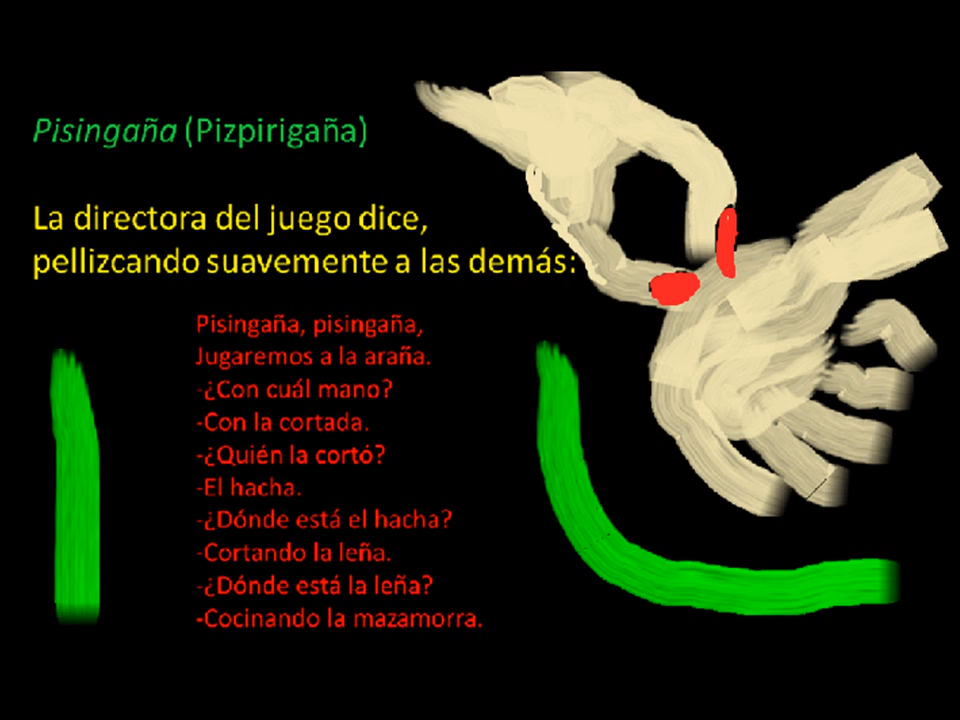 Pisingaña (Pizpirigaña)
La directora del juego dice,
pellizcando suavemente a las demás:
Pisingaña, pisingaña,
Jugaremos a la araña.
-¿Con cuál mano?
-Con la cortada.
-¿Quién la cortó?
-El hacha.
-¿Dónde está el hacha?
-Cortando la leña.
-¿Dónde está la leña?
-Cocinando la mazamorra.